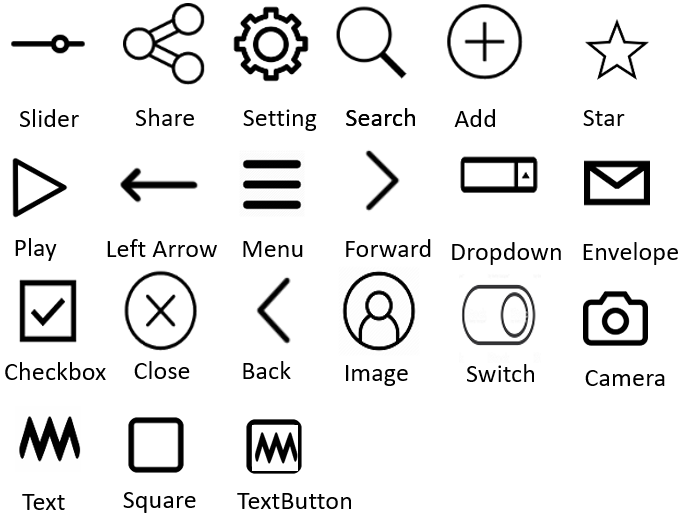 Slider Share Setting Search Add Star
Play Left Arrow Menu Forward Dropdown Envelope
Checkbox Close Back Image Switch Camera
Text Square TextButton